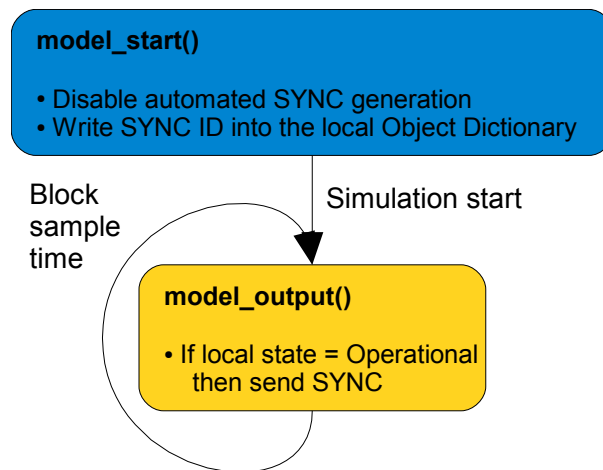 model_start()
• Disable automated SYNC generation
• Write SYNC ID into the local Object Dictionary
Block
sample
time
Simulation start
model_output()
• If local state = Operational
then send SYNC